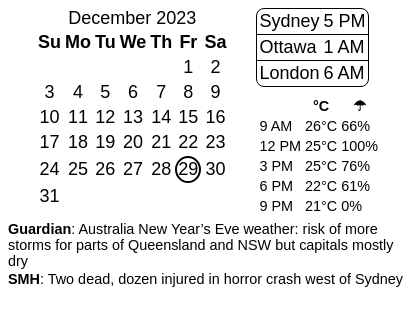 December 2023
Su Mo Tu We Th Fr Sa
1 2
3 4 5 6 7 8 9
10 11 12 13 14 15 16
17 18 19 20 21 22 23
24 25 26 27 28 29 30
31
Sydney 5 PM
Ottawa 1 AM
London 6 AM
°C ☂
9 AM 26°C 66%
12 PM 25°C 100%
3 PM 25°C 76%
6 PM 22°C 61%
9 PM 21°C 0%
Guardian: Australia New Year’s Eve weather: risk of more
storms for parts of Queensland and NSW but capitals mostly
dry
SMH: Two dead, dozen injured in horror crash west of Sydney